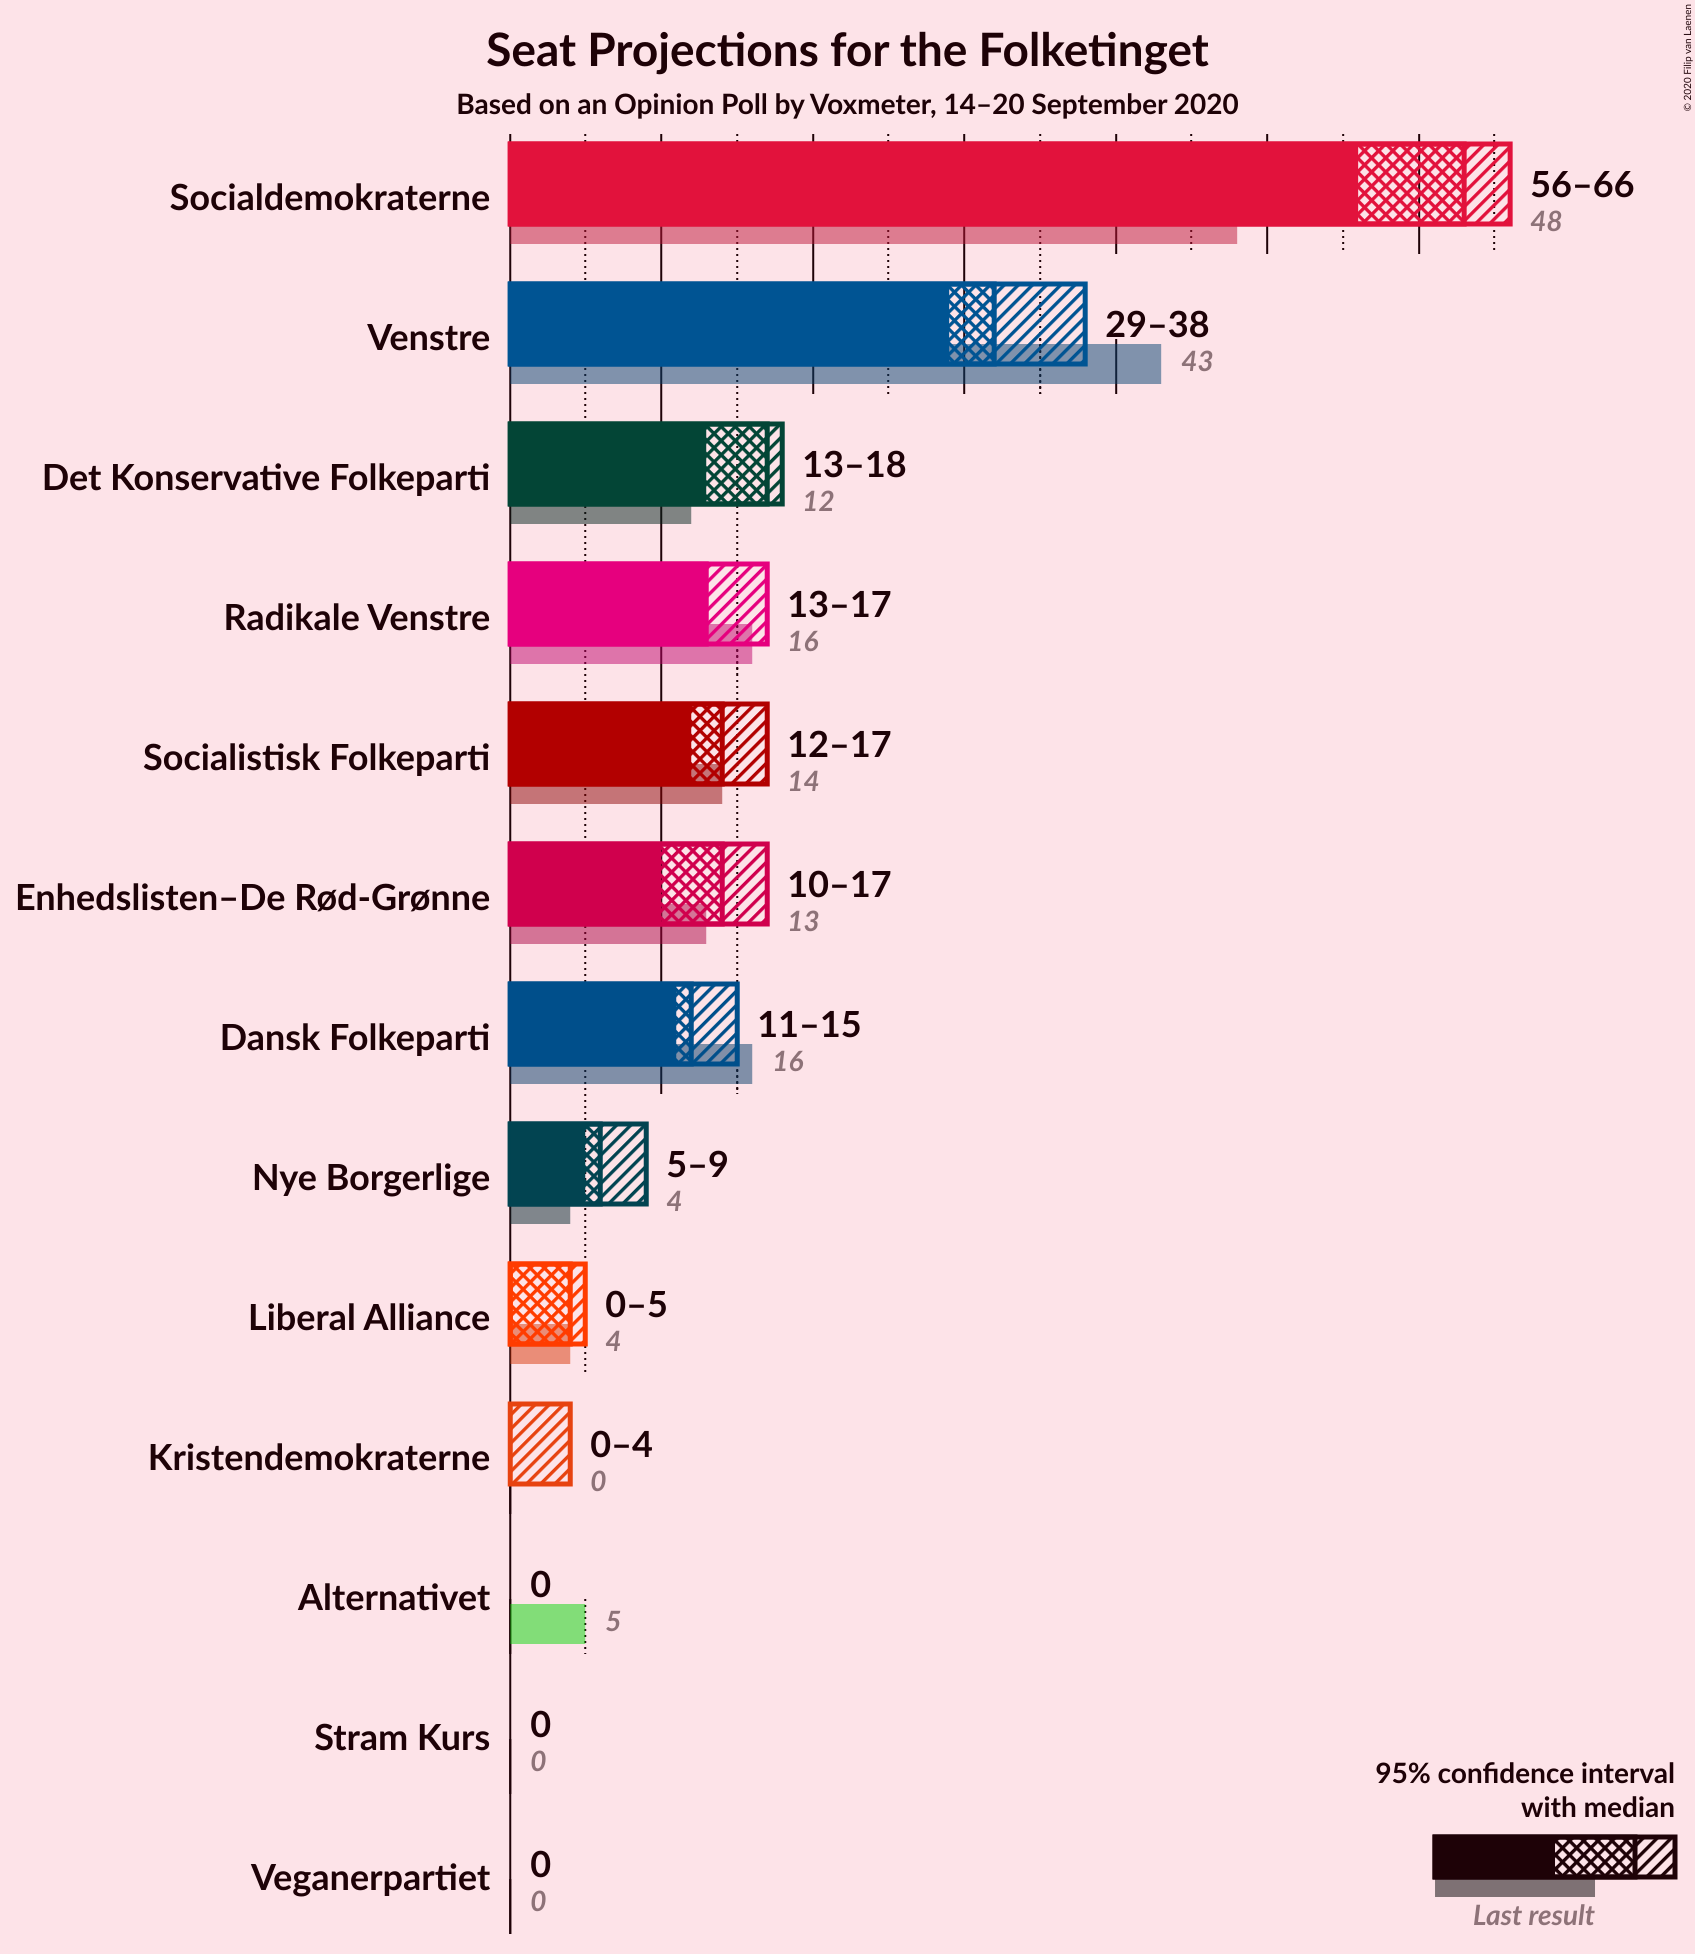 Seat Projections for the Folketinget
Based on an Opinion Poll by Voxmeter, 14–20 September 2020
© 2020 Filip van Laenen
Socialdemokraterne
56–66
48
Venstre
29–38
43
Det Konservative Folkeparti
13–18
12
Radikale Venstre
13–17
16
Socialistisk Folkeparti
12–17
14
Enhedslisten–De Rød-Grønne
10–17
13
Dansk Folkeparti
11–15
16
Nye Borgerlige
5–9
4
Liberal Alliance
0–5
4
Kristendemokraterne
0–4
0
Alternativet
0
5
Stram Kurs
0
0
Veganerpartiet
0
0
95% confidence interval
with median
Last result